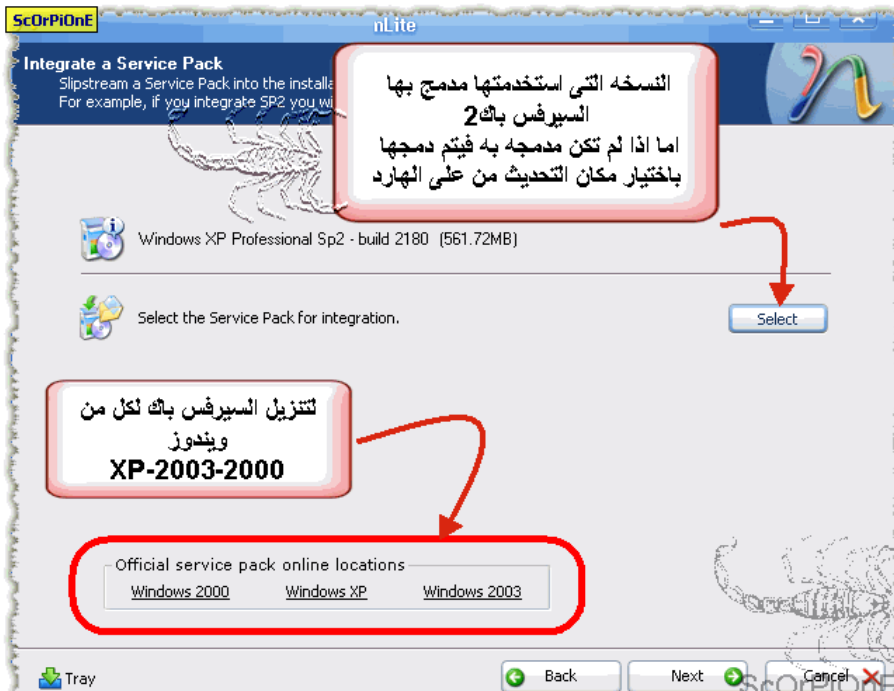 ScOrPiOnE
nLite
Integrate a Service Pack
Slipstream a Service Pack into the installa
For example, if you integrate SP2 you wi
النسخه التى استخدمتها مدمج بها
السيرفس باك2
اما اذا لم تكن مدمجه به فيتم دمجها
باختيار مكان التحديث من على الهارد
Windows XP Professional Sp2 - build 2180 (561.72MB)
Select the Service Pack for integration.
Select
لتنزيل السيرفس باك لكل من
ويندوز
XP-2003-2000
Official service pack online locations
Windows 2000 Windows XP Windows 2003
Tray
Back
Next
Cancel
ScOrPiOnE